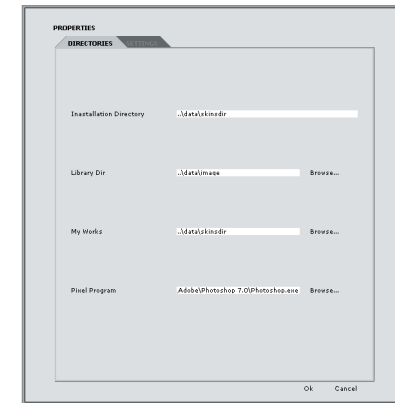 PROPERTIES
DIRECTORIES SETTINGS
Inastallation Directory ..\data\skinsdir
Library Dir ..\data\image Browse...
My Works ..\data\skinsdir Browse...
Pixel Program Adobe\Photoshop 7.0\Photoshop.exe Browse...
Ok Cancel